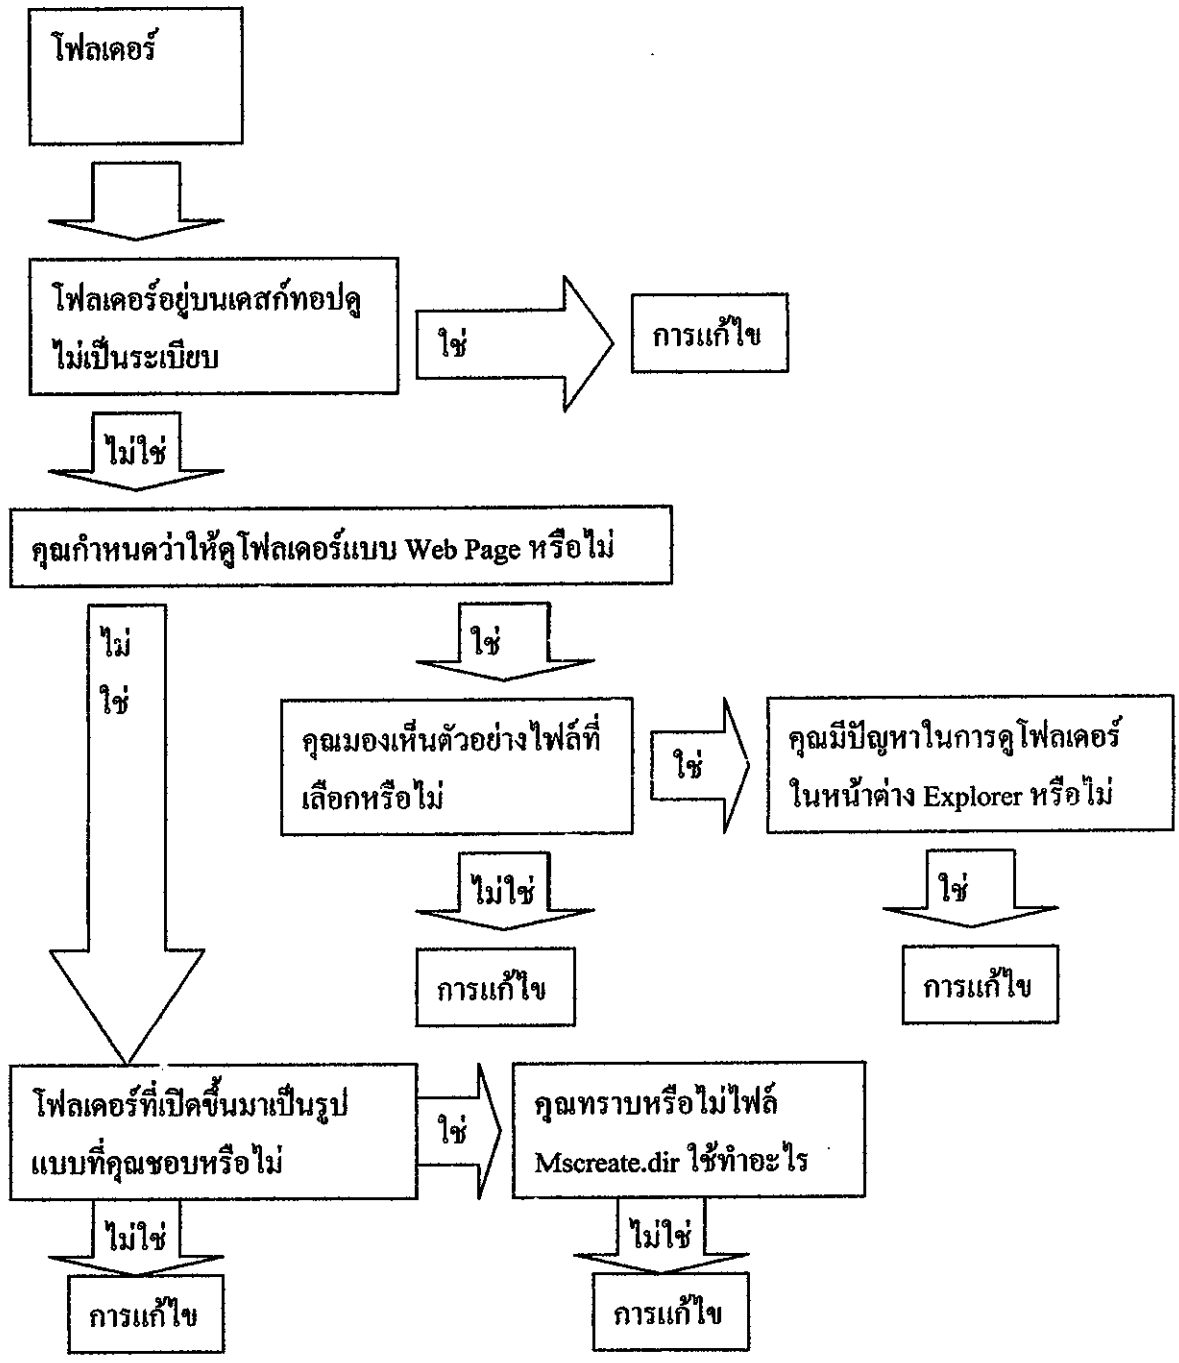 โฟลเดอร์
โฟลเดอร์อยู่บนเดสก์ทอปดู
ไม่เป็นระเบียบ
ใช่
การแก้ไข
ไม่ใช่
คุณกำหนดว่าให้ดูโฟลเดอร์แบบ Web Page หรือไม่
ไม่
ใช่
ใช่
คุณมองเห็นตัวอย่างไฟล์ที่
เลือกหรือไม่
ใช่
คุณมีปัญหาในการดูโฟลเดอร์
ในหน้าต่าง Explorer หรือไม่
ไม่ใช่
ใช่
การแก้ไข
การแก้ไข
โฟลเดอร์ที่เปิดขึ้นมาเป็นรูป
แบบที่คุณชอบหรือไม่
ใช่
คุณทราบหรือไม่ไฟล์
Mscreate.dir ใช้ทำอะไร
ไม่ใช่
ไม่ใช่
การแก้ไข
การแก้ไข